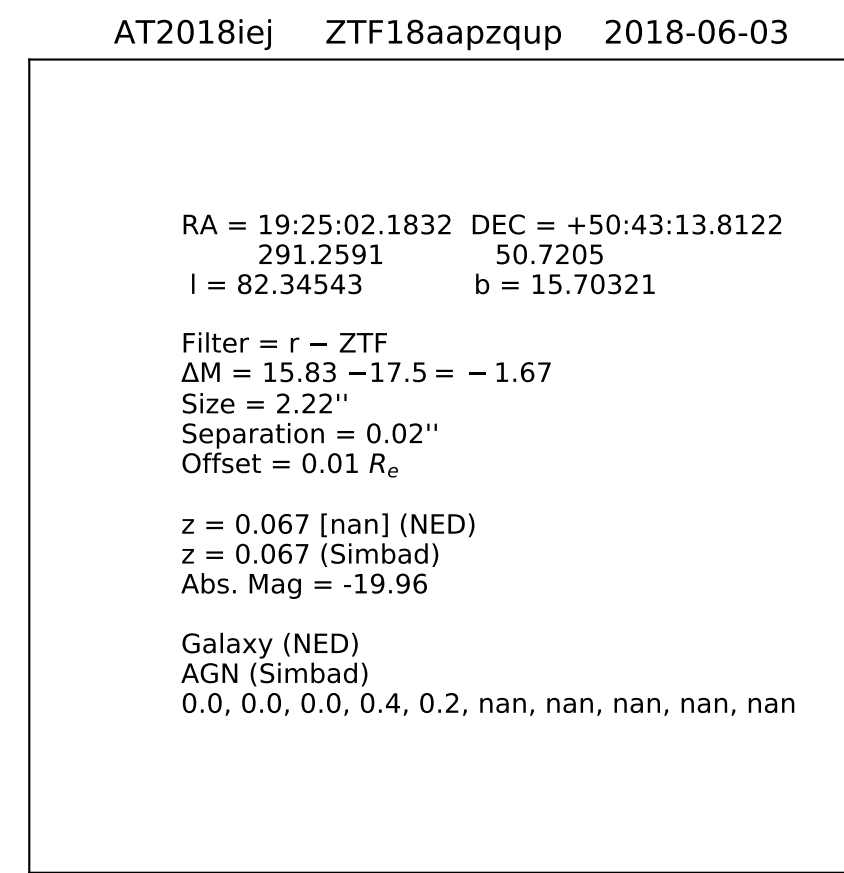 AT2018iej ZTF18aapzqup 2018-06-03
RA = 19:25:02.1832 DEC = +50:43:13.8122
291.2591 50.7205
l = 82.34543 b = 15.70321
Filter = r − ZTF
ΔM = 15.83 −17.5 = − 1.67
Size = 2.22''
Separation = 0.02''
Offset = 0.01 Re
z = 0.067 [nan] (NED)
z = 0.067 (Simbad)
Abs. Mag = -19.96
Galaxy (NED)
AGN (Simbad)
0.0, 0.0, 0.0, 0.4, 0.2, nan, nan, nan, nan, nan